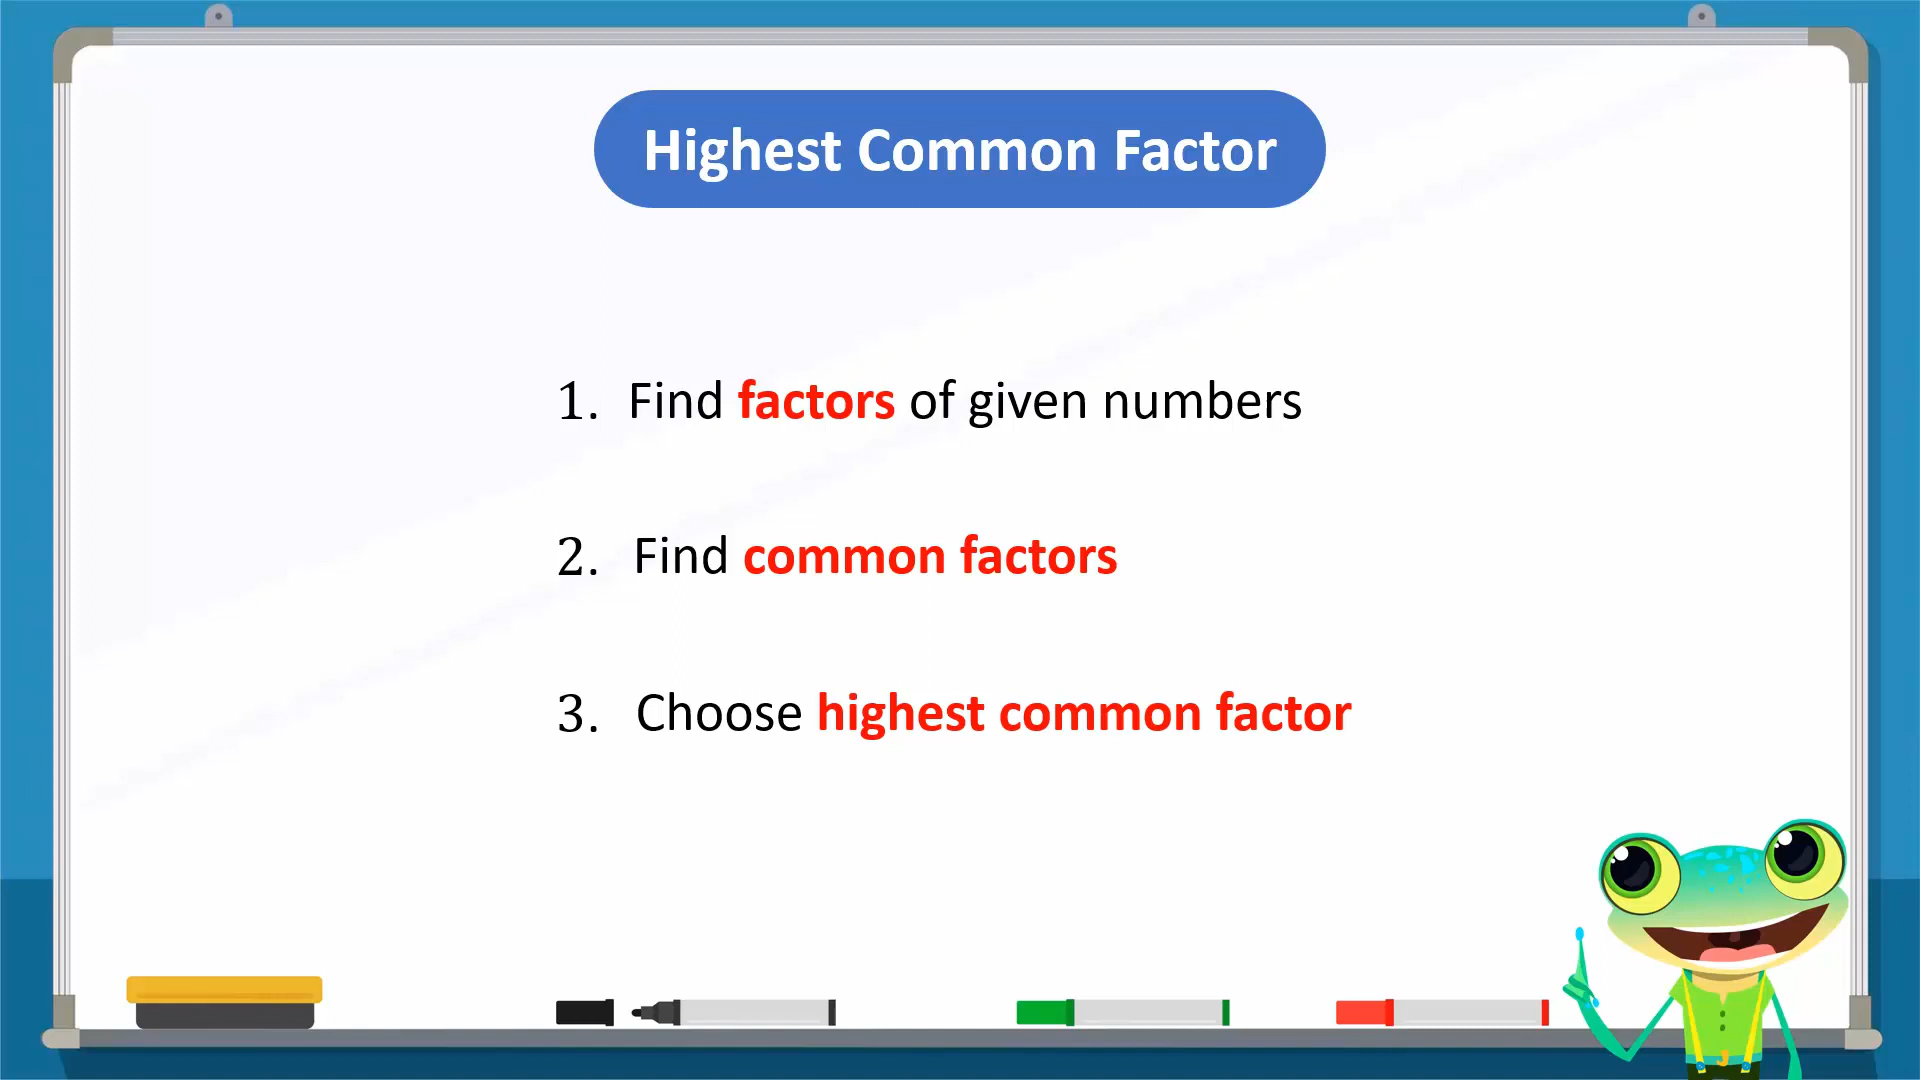 Highest Common Factor
1. Find factors of given numbers
2. Find common factors
3. Choose highest common factor
J